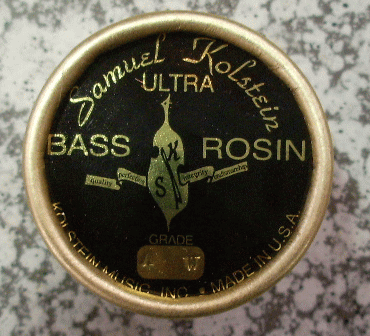 Samuel Kolstein
ULTRA
BASS ROSIN
S K
quality perfection integrity craftsmanship
GRADE
A W
KOLSTEIN MUSIC, INC. • MADE IN U.S.A.